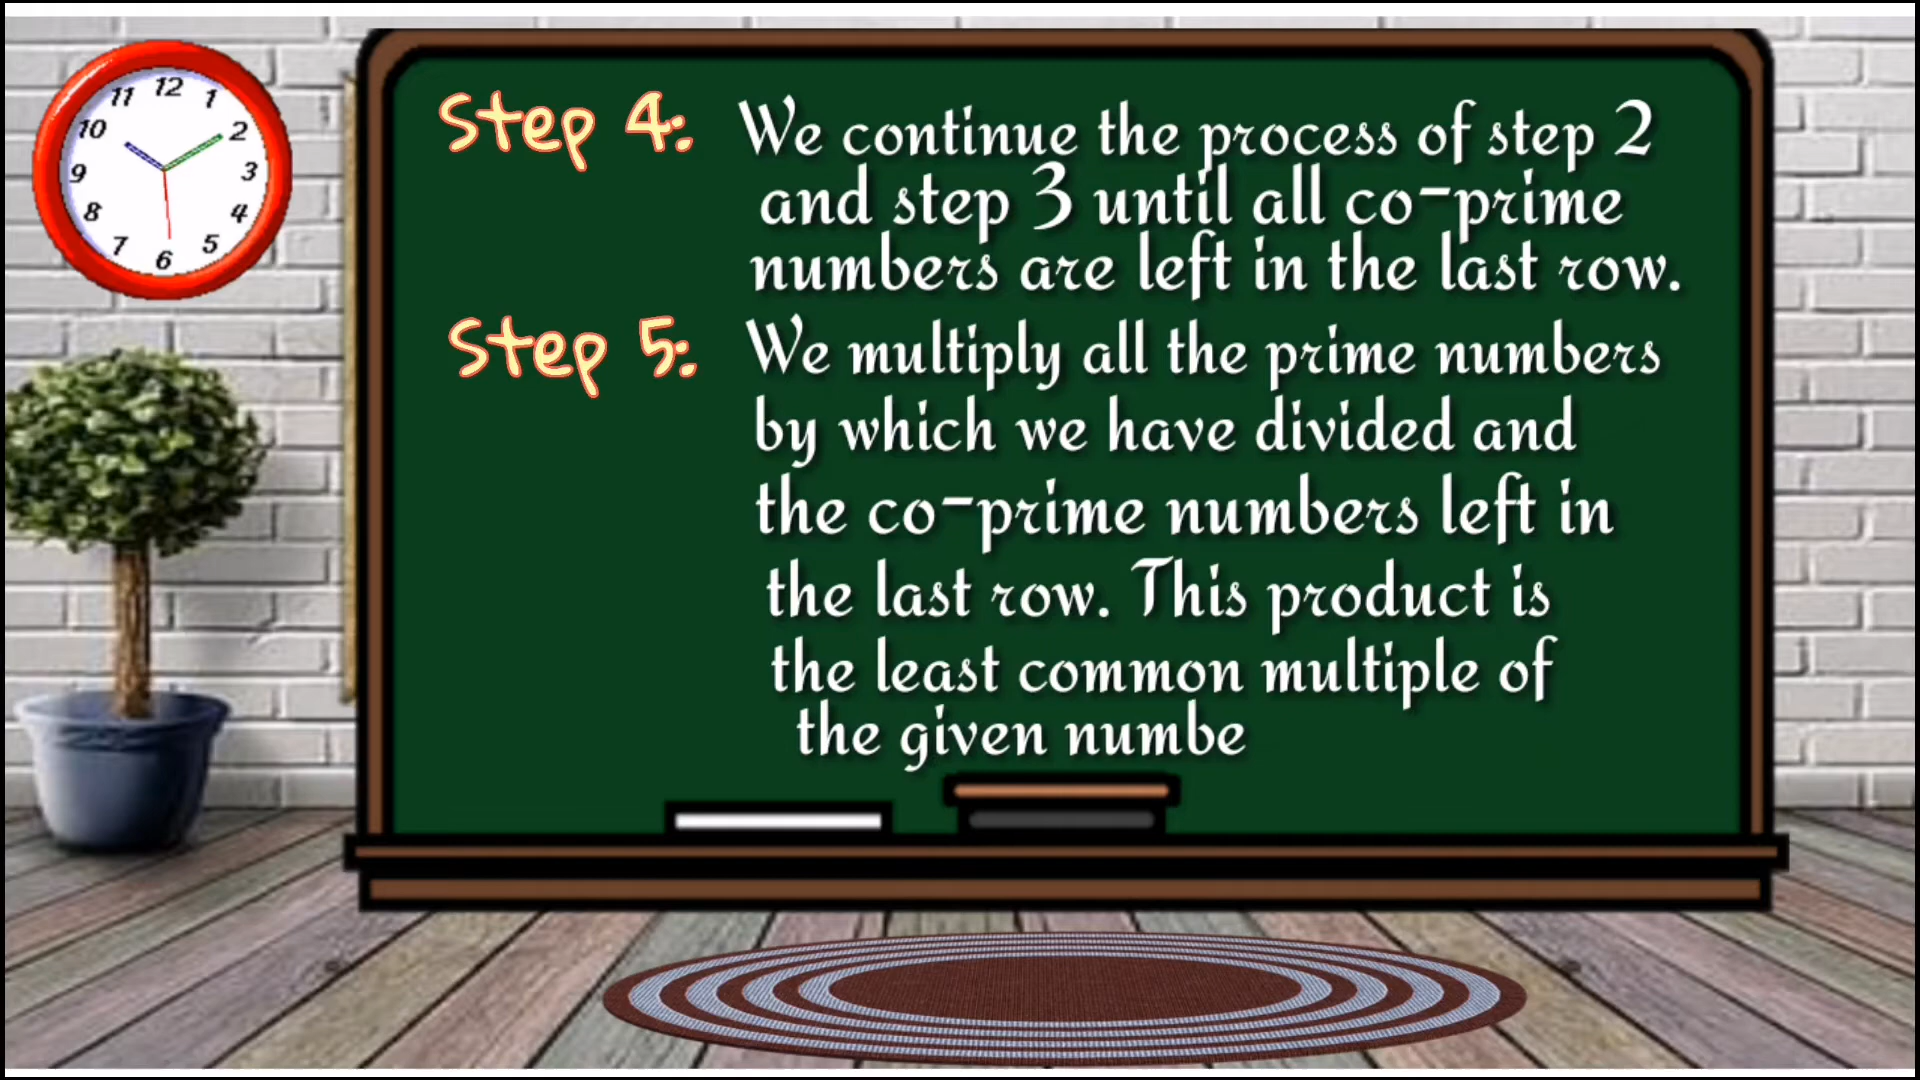 Step 4: We continue the process of step 2
and step 3 until all co-prime
numbers are left in the last row.
Step 5: We multiply all the prime numbers
by which we have divided and
the co-prime numbers left in
the last row. This product is
the least common multiple of
the given numbe
12
1
2
3
4
5
6
7
8
9
10
11